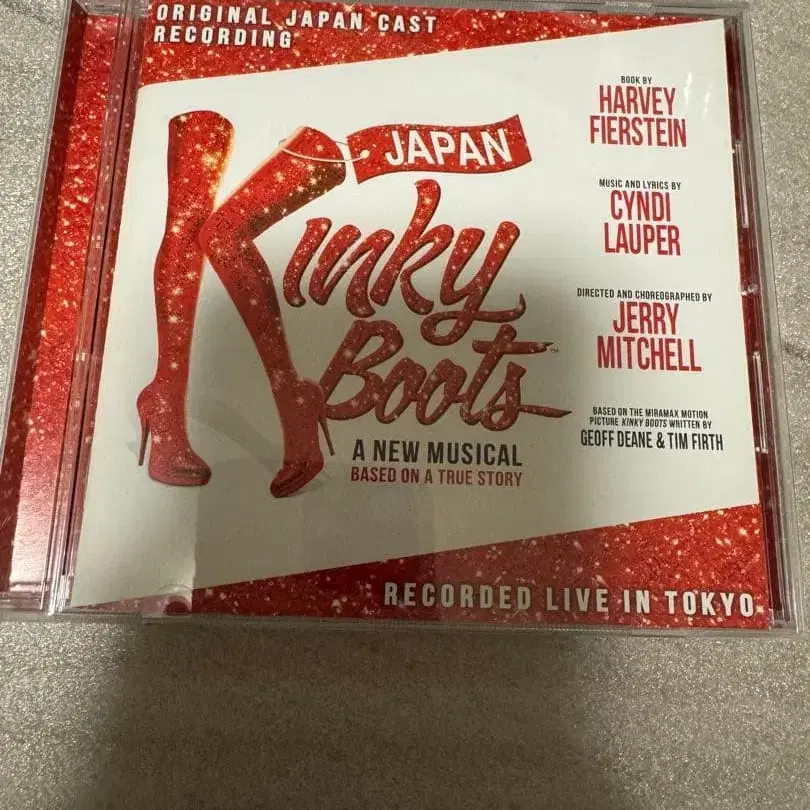 ORIGINAL JAPAN CAST
RECORDING
JAPAN
Kinky
Boots™
A NEW MUSICAL
BASED ON A TRUE STORY
BOOK BY
HARVEY
FIERSTEIN
MUSIC AND LYRICS BY
CYNDI
LAUPER
DIRECTED AND CHOREOGRAPHED BY
JERRY
MITCHELL
BASED ON THE MIRAMAX MOTION
PICTURE KINKY BOOTS WRITTEN BY
GEOFF DEANE & TIM FIRTH
RECORDED LIVE IN TOKYO